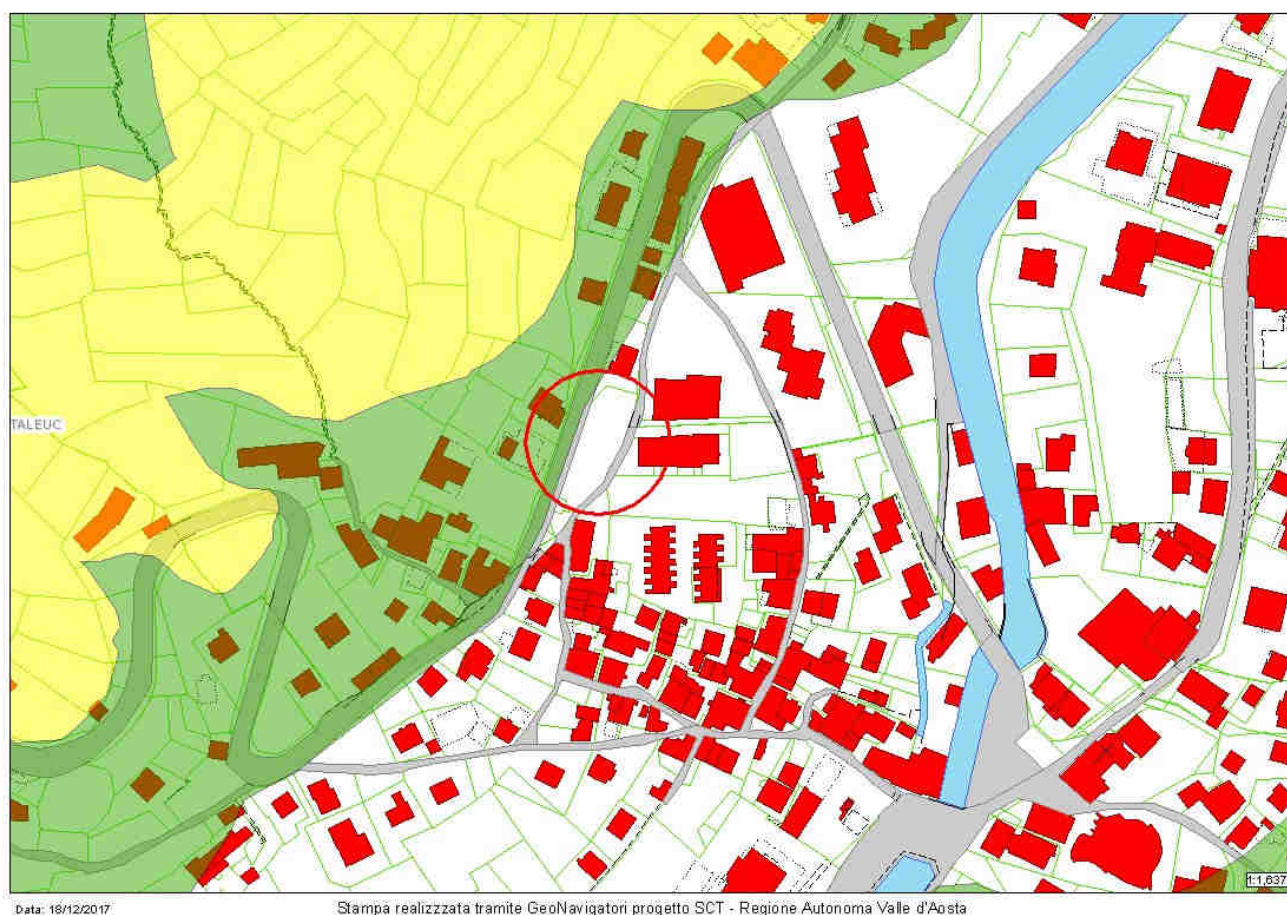 TALEUC
1:1,637
Data: 18/12/2017
Stampa realizzzata tramite GeoNavigatori progetto SCT - Regione Autonoma Valle d'Aosta